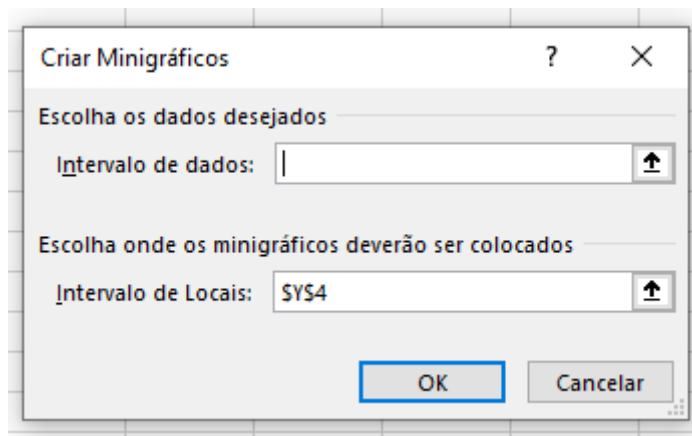 Criar Minigráficos ?
Escolha os dados desejados
Intervalo de dados:
Escolha onde os minigráficos deverão ser colocados
Intervalo de Locais: $Y$4
OK Cancelar